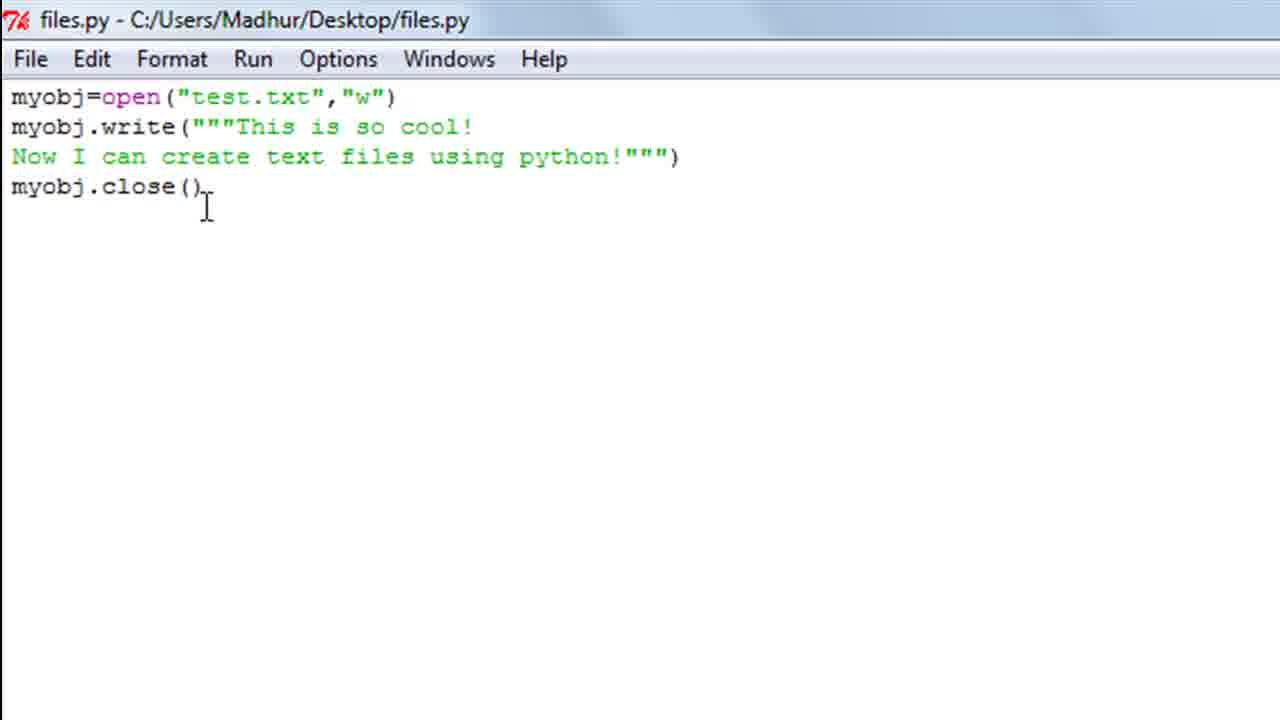 files.py - C:/Users/Madhur/Desktop/files.py
File Edit Format Run Options Windows Help
myobj=open("test.txt","w")
myobj.write("""This is so cool!
Now I can create text files using python!""")
myobj.close()